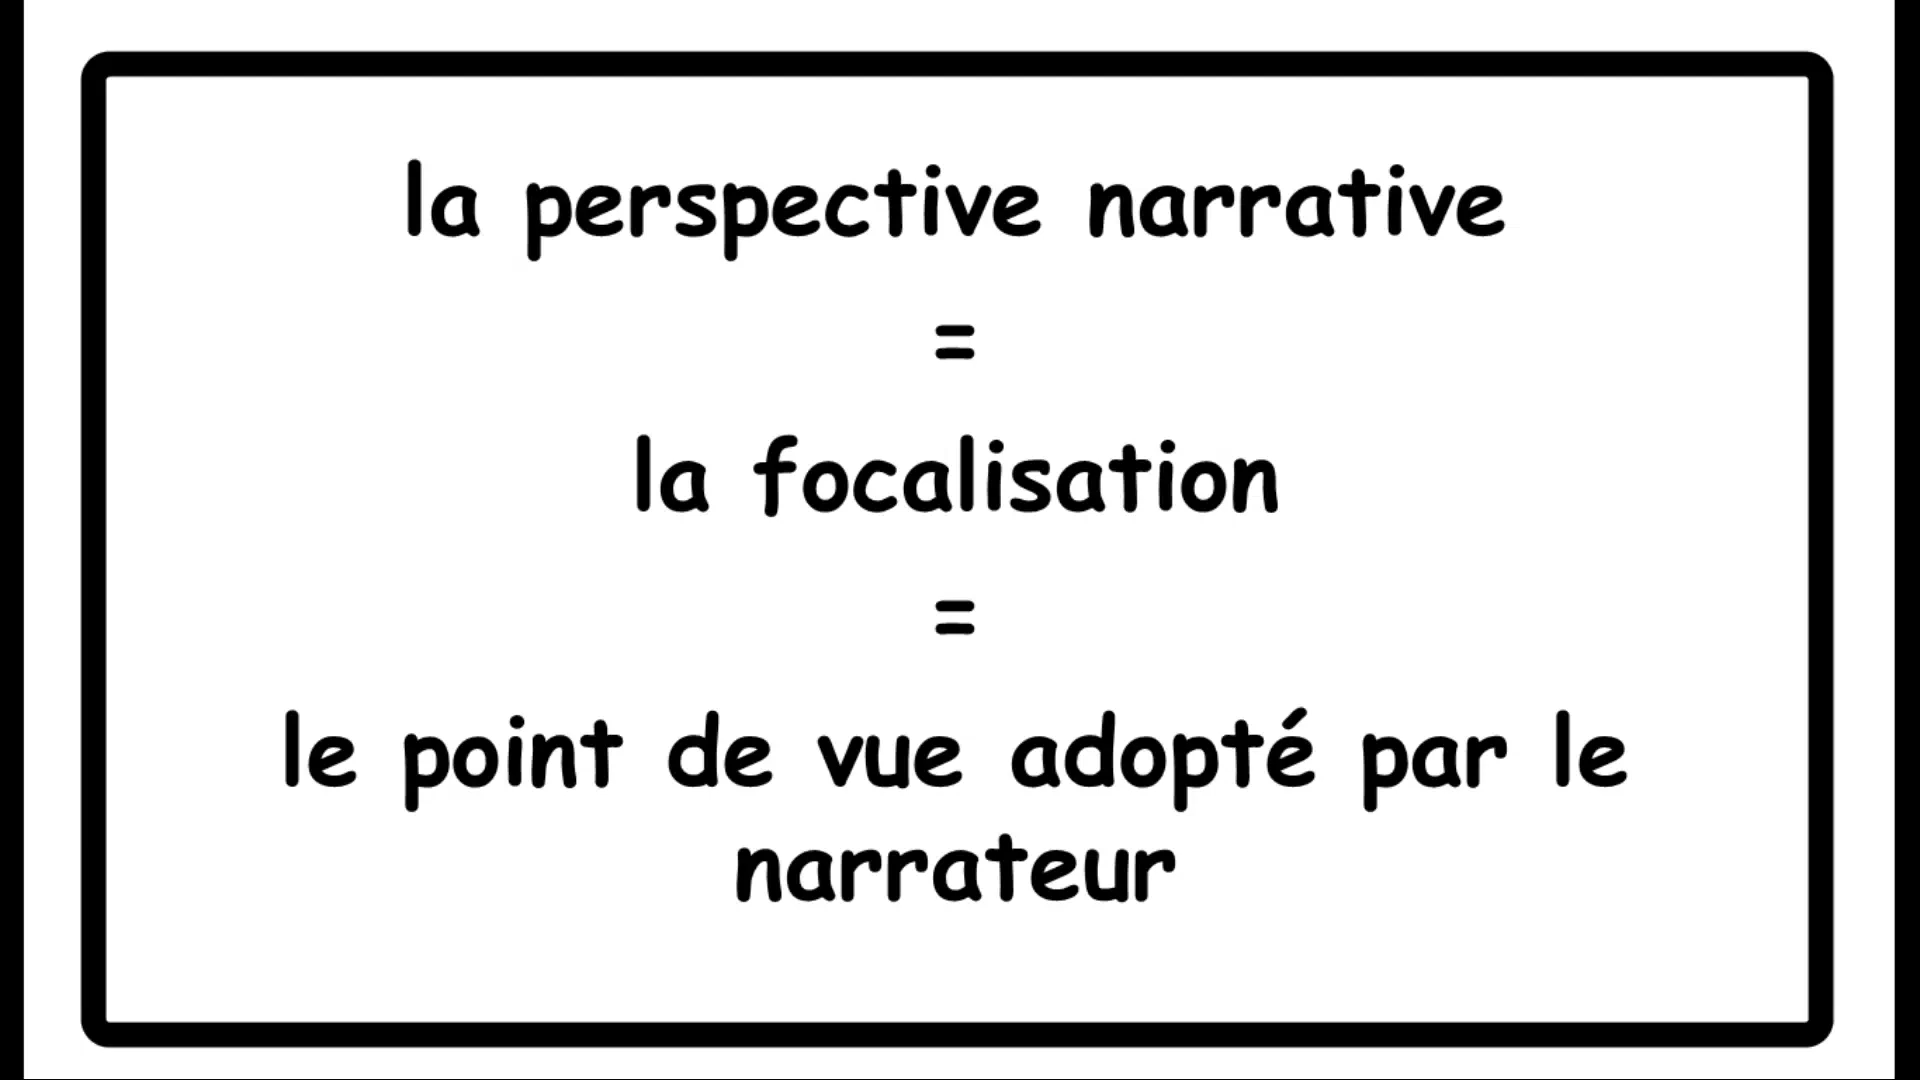 la perspective narrative
=
la focalisation
=
le point de vue adopté par le
narrateur